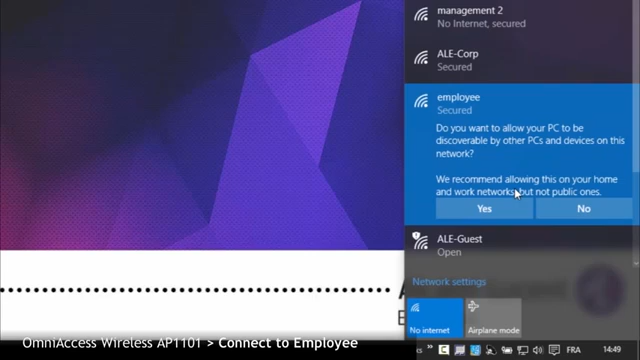 management 2
No Internet, secured
ALE-Corp
Secured
employee
Secured
Do you want to allow your PC to be
discoverable by other PCs and devices on this
network?
We recommend allowing this on your home
and work networks but not public ones.
Yes
No
ALE-Guest
Open
Network settings
No internet
Airplane mode
OmniAccess Wireless AP1101 > Connect to Employee
FRA
14:49